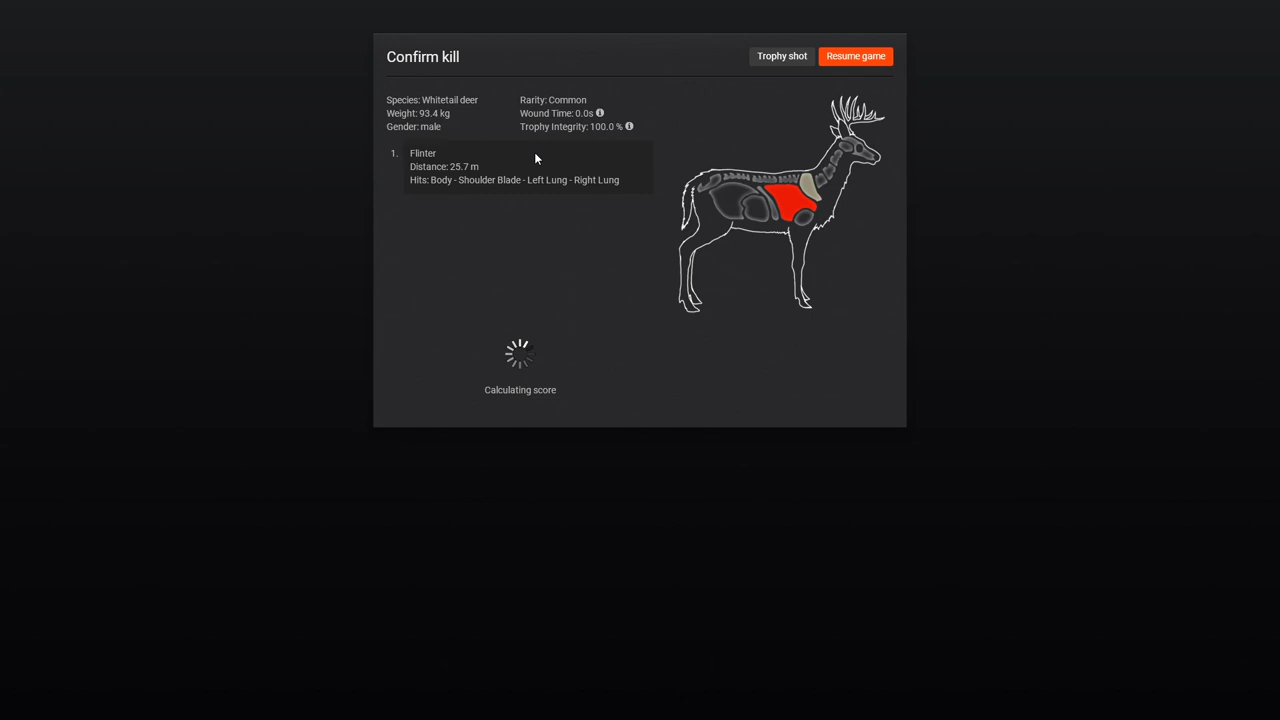 Confirm kill
Trophy shot
Resume game
Species: Whitetail deer
Rarity: Common
Weight: 93.4 kg
Wound Time: 0.0s
Gender: male
Trophy Integrity: 100.0 %
1. Flinter
Distance: 25.7 m
Hits: Body - Shoulder Blade - Left Lung - Right Lung
Calculating score